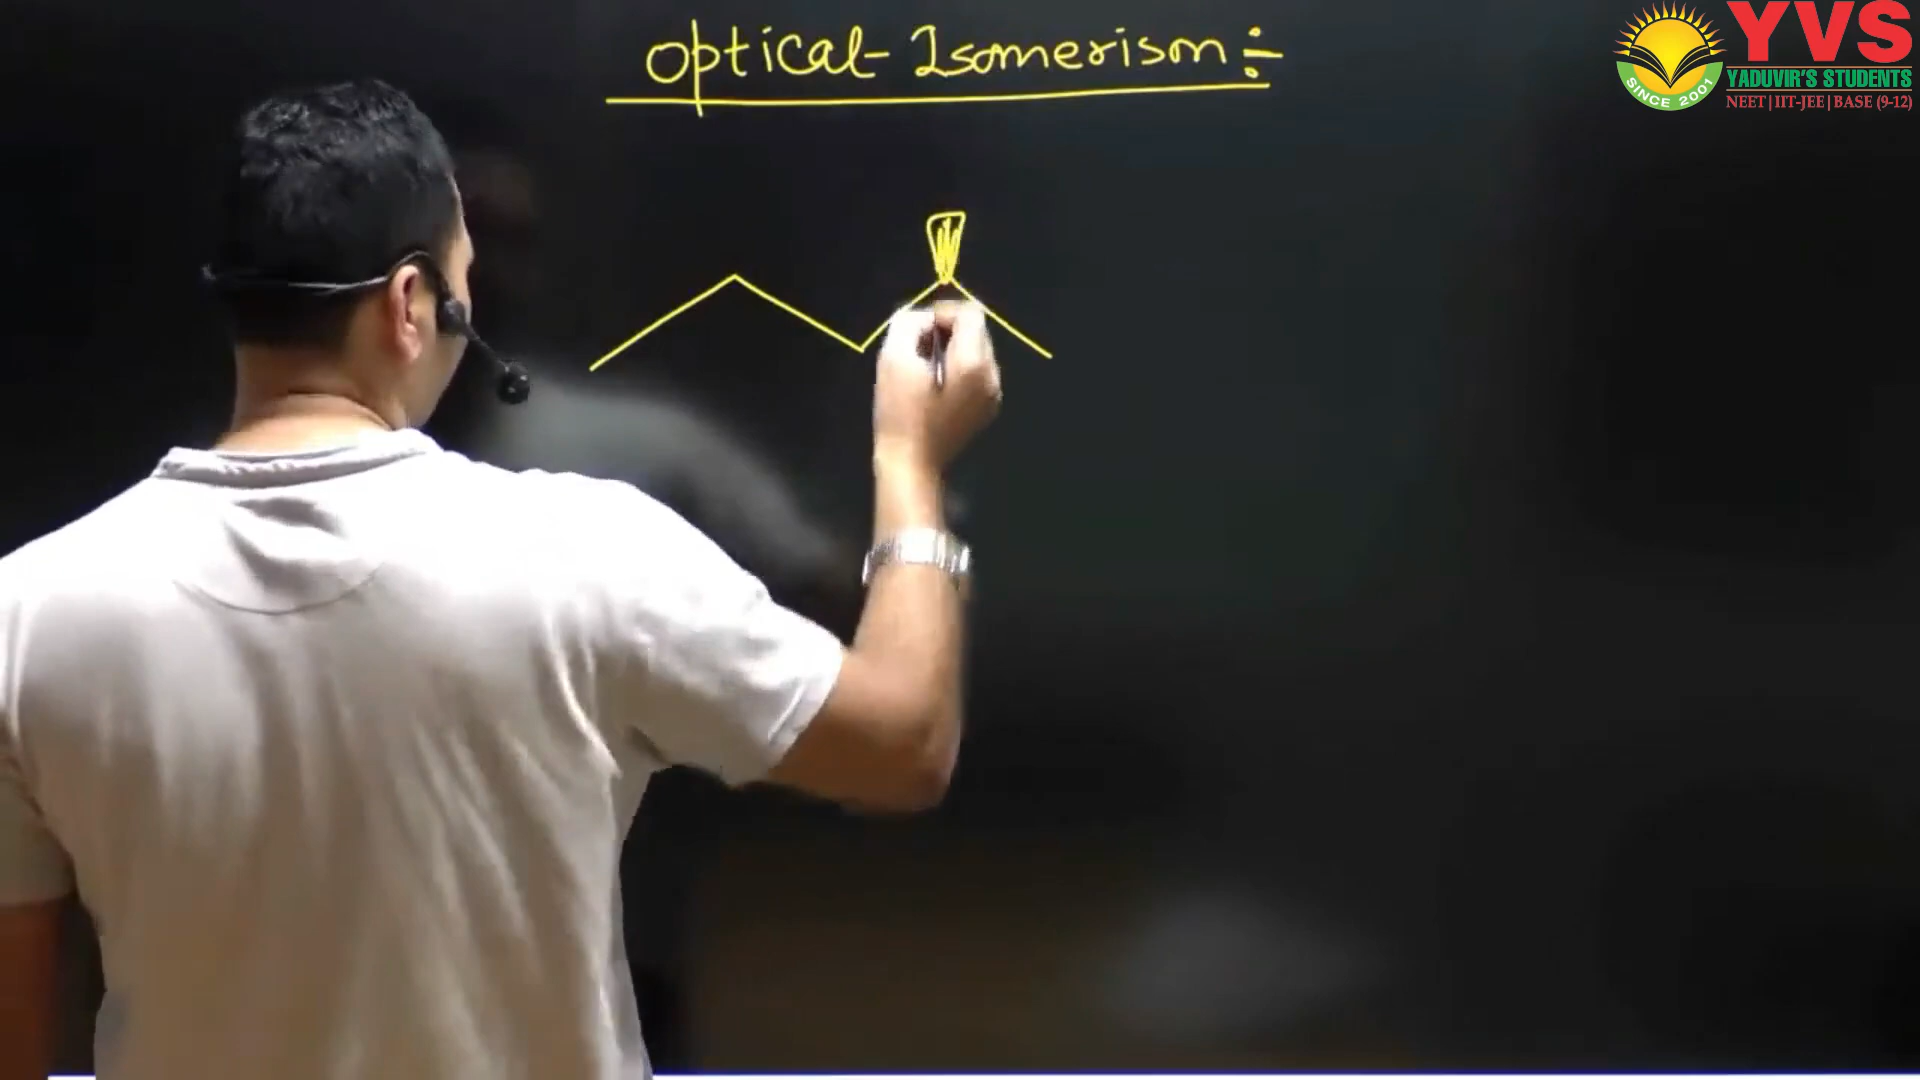 Optical-Isomerism :-
YVS
YADUVIR'S STUDENTS
NEET | IIT-JEE | BASE (9-12)
SINCE 2001